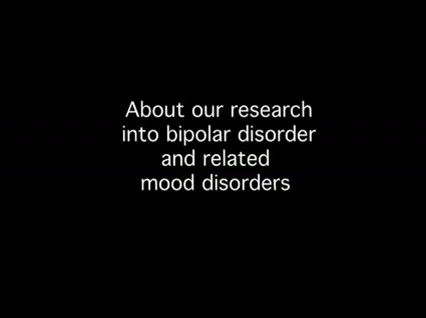 About our research
into bipolar disorder
and related
mood disorders